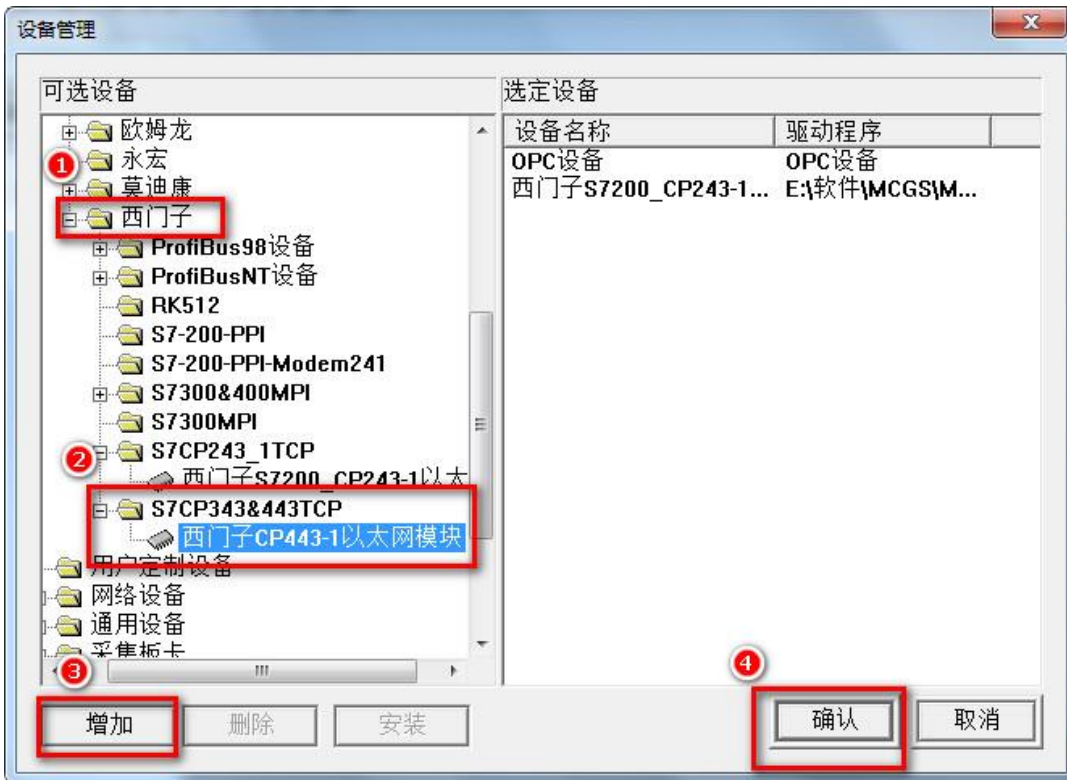 设备管理
可选设备
欧姆龙
1
永宏
莫迪康
西门子
ProfiBus98设备
ProfiBusNT设备
RK512
S7-200-PPI
S7-200-PPI-Modem241
S7300&400MPI
S7300MPI
S7CP243_1TCP
2
西门子S7200_CP243-1以太
S7CP343&443TCP
西门子CP443-1以太网模块
用户定制设备
网络设备
通用设备
采集板卡
3
增加
删除
安装
选定设备
设备名称 驱动程序
OPC设备 OPC设备
西门子S7200_CP243-1... E:\软件\MCGS\M...
4
确认
取消